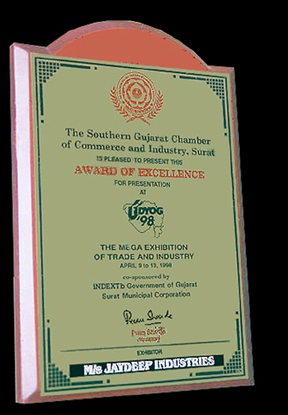 The Southern Gujarat Chamber
of Commerce and Industry, Surat
IS PLEASED TO PRESENT THIS
AWARD OF EXCELLENCE
FOR PRESENTATION
AT
UDYOG
'98
THE MEGA EXHIBITION
OF TRADE AND INDUSTRY
APRIL 9 to 13, 1998
co-sponsored by
INDEXTb Government of Gujarat
Surat Municipal Corporation
EXHIBITOR
M/s JAYDEEP INDUSTRIES